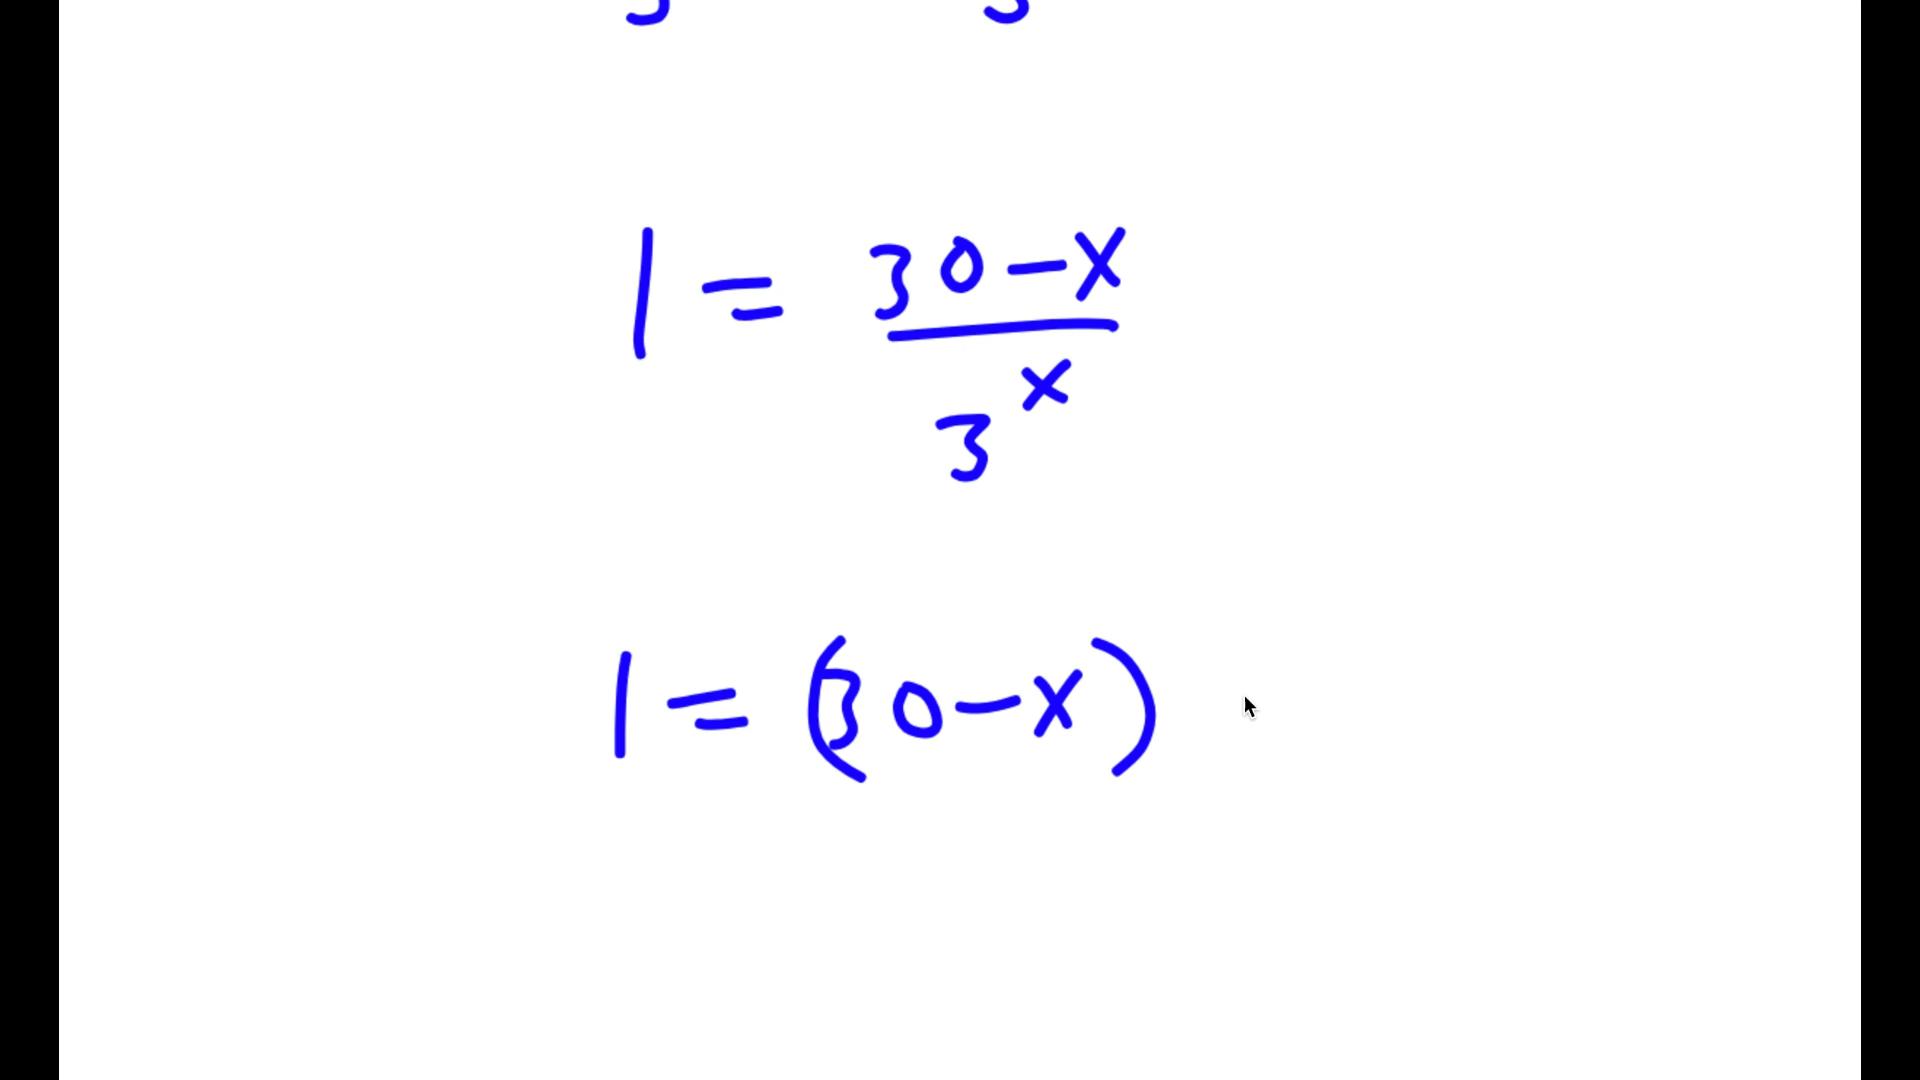 1 = 30-x
3^x
1 = (30-x)